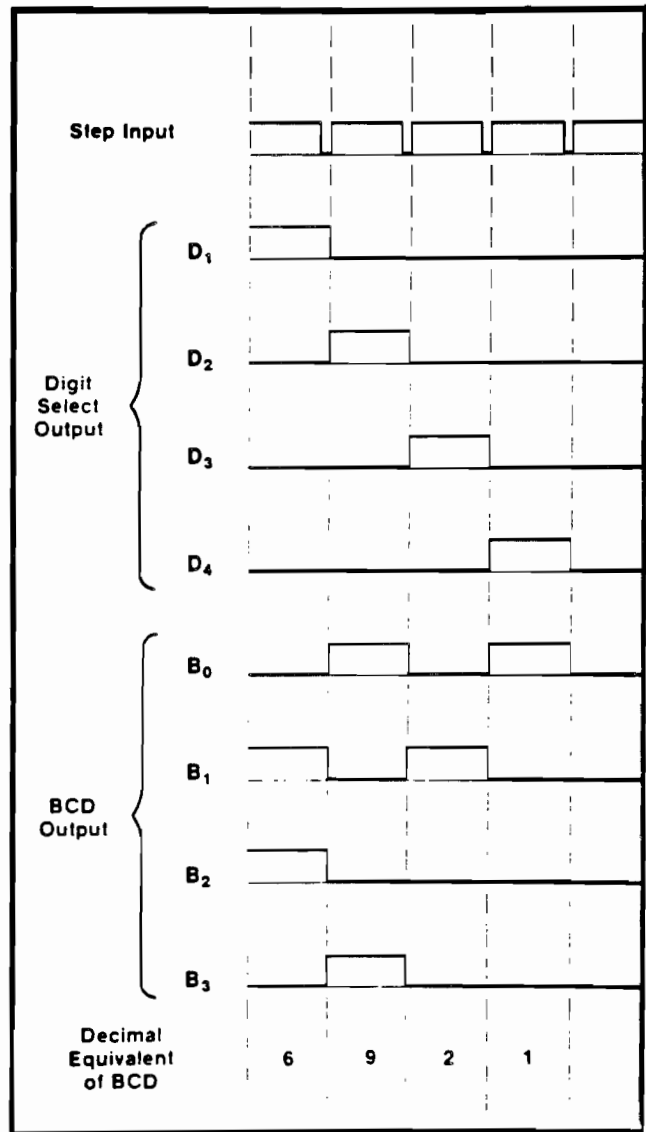 Step Input
D₁
D₂
Digit
Select
Output
D₃
D₄
B₀
B₁
BCD
Output
B₂
B₃
Decimal
Equivalent
of BCD
6 9 2 1